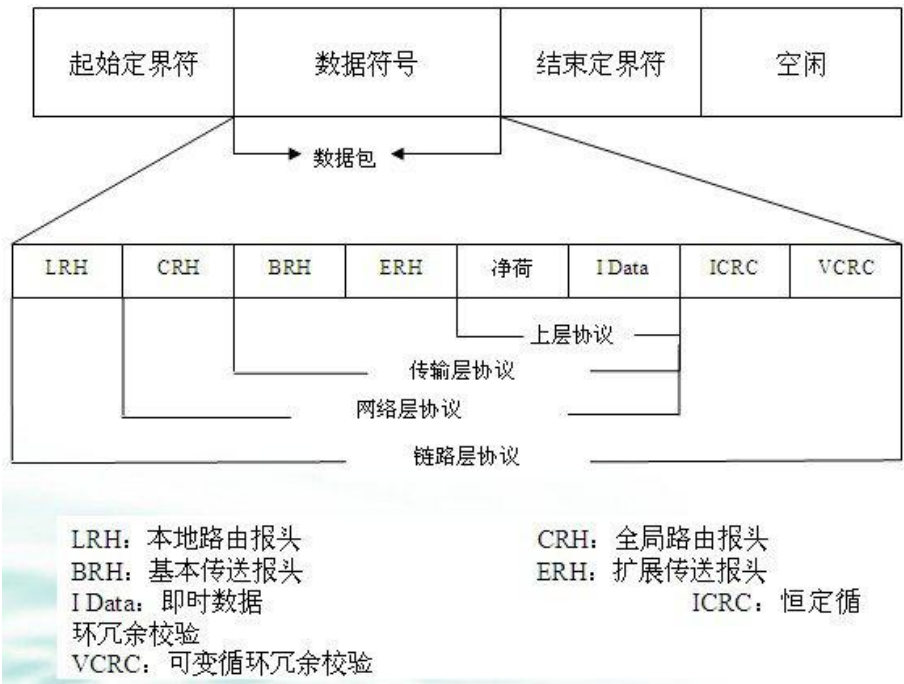 起始定界符 数据符号 结束定界符 空闲
数据包
LRH CRH BRH ERH 净荷 I Data ICRC VCRC
上层协议
传输层协议
网络层协议
链路层协议
LRH：本地路由报头 CRH：全局路由报头
BRH：基本传送报头 ERH：扩展传送报头
I Data：即时数据 ICRC：恒定循
环冗余校验
VCRC：可变循环冗余校验